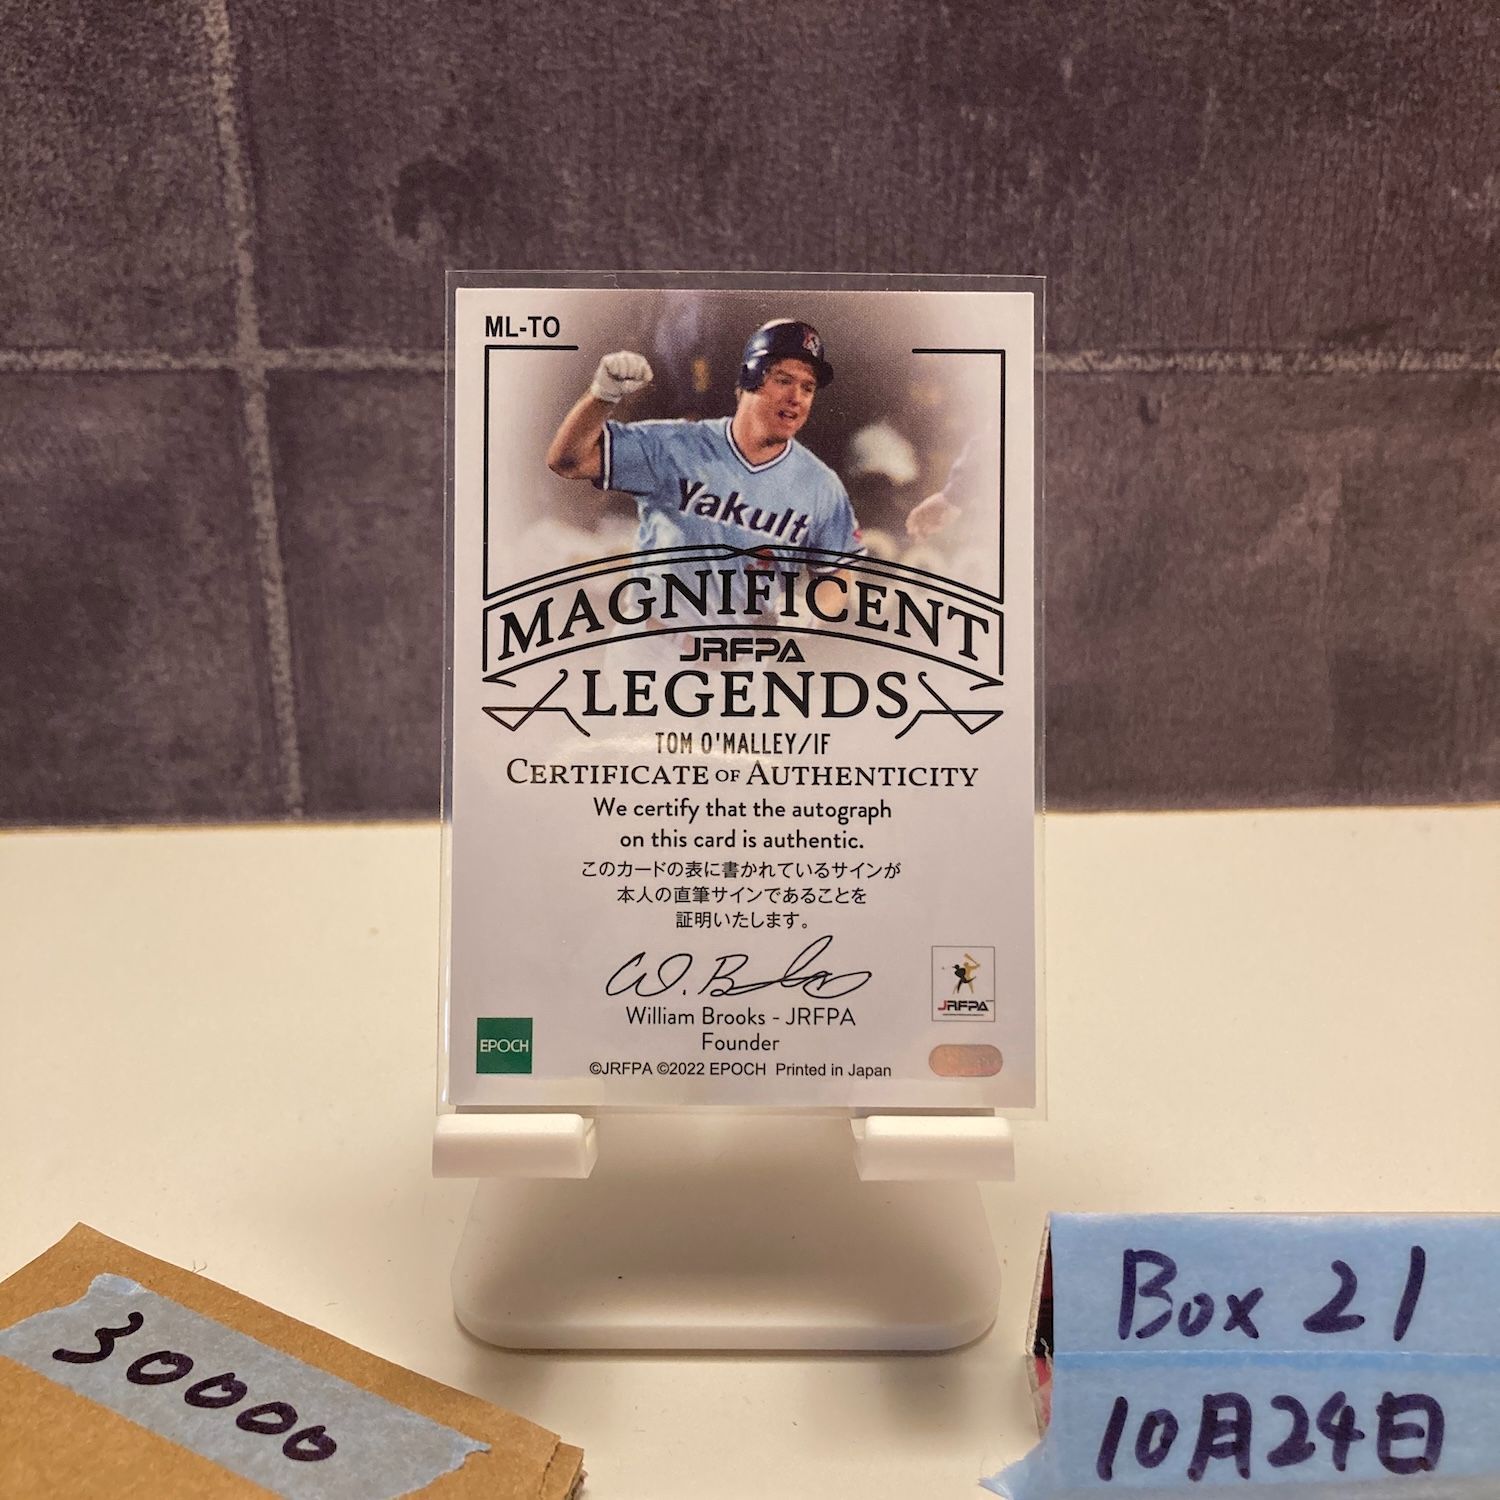 ML-TO
Yakult
MAGNIFICENT
JRFPA
LEGENDS
TOM O'MALLEY/IF
CERTIFICATE OF AUTHENTICITY
We certify that the autograph
on this card is authentic.
このカードの表に書かれているサインが
本人の直筆サインであることを
証明いたします。
W. Brooks
William Brooks - JRFPA
Founder
JRFPA
EPOCH
©JRFPA ©2022 EPOCH Printed in Japan
30000
Box 21
10月24日